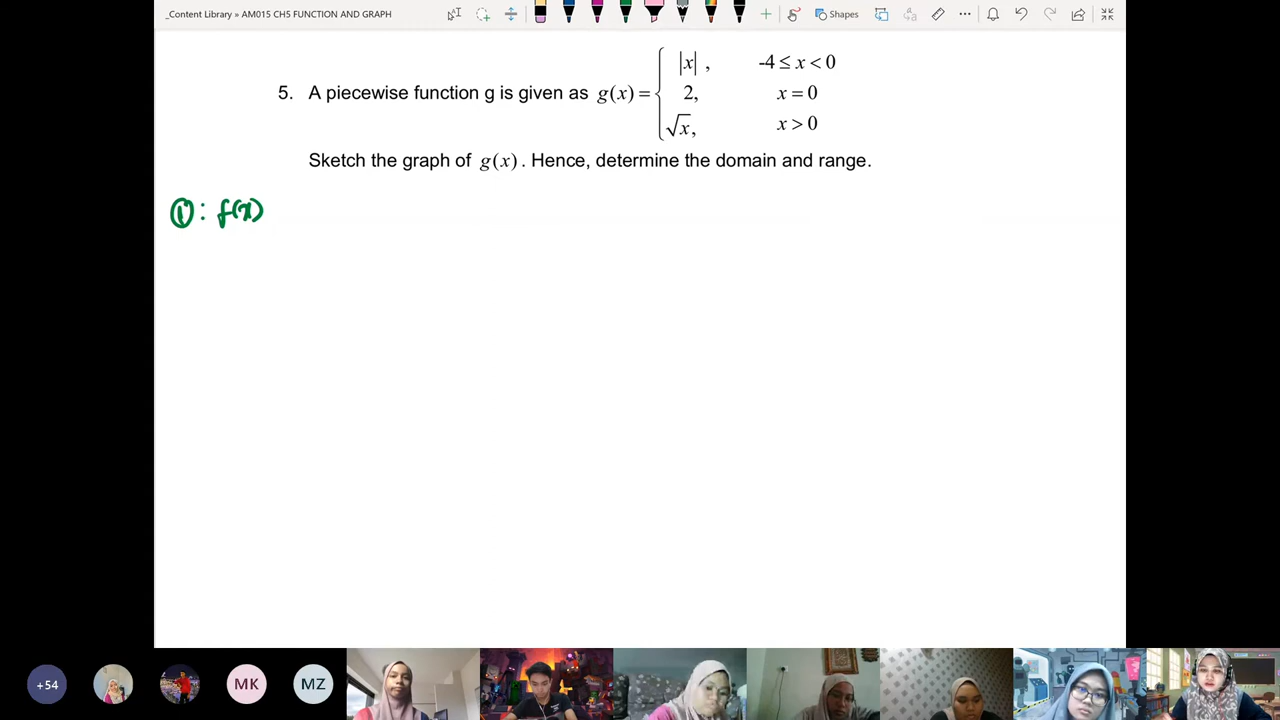 _Content Library » AM015 CH5 FUNCTION AND GRAPH
Shapes
5. A piecewise function g is given as g(x) = { |x| , -4 ≤ x < 0
2, x = 0
√x, x > 0
Sketch the graph of g(x). Hence, determine the domain and range.
① : f(x)
+54
MK
MZ